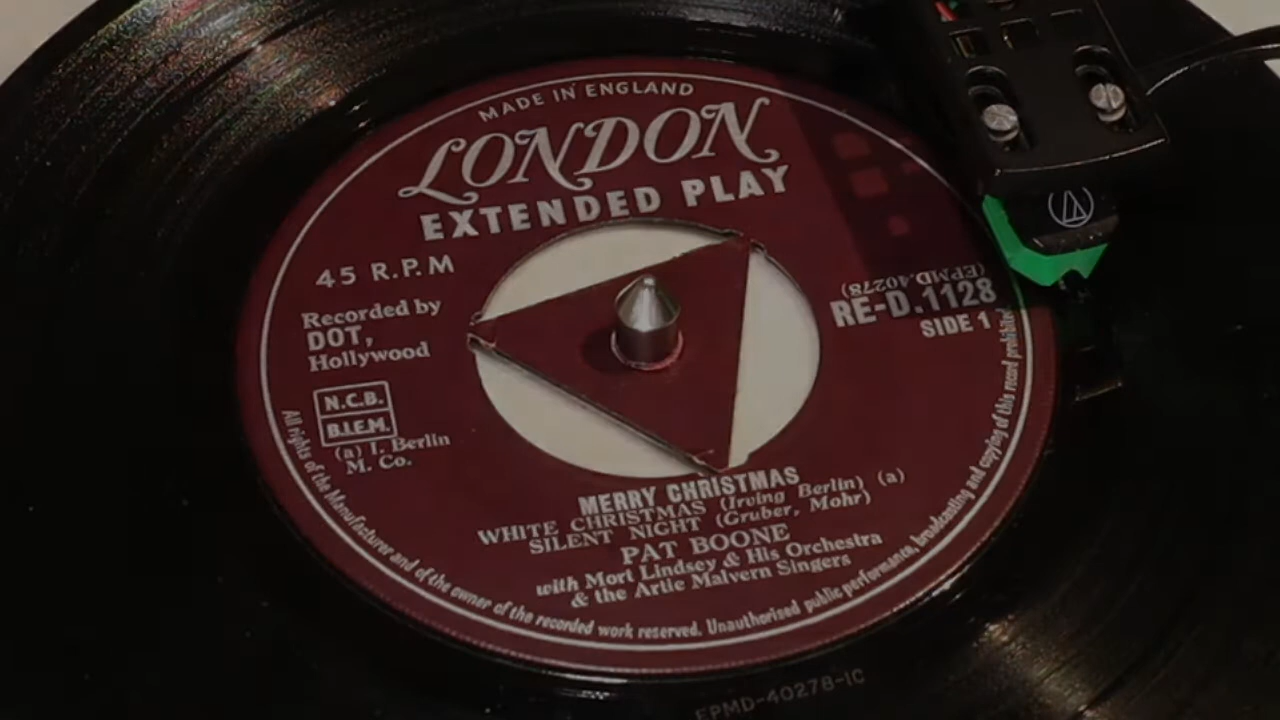 MADE IN ENGLAND
LONDON
EXTENDED PLAY
45 R.P.M
Recorded by
DOT,
Hollywood
N.C.B.
B.I.E.M.
(a) I. Berlin
M. Co.
(EPMD.40278)
RE-D.1128
SIDE 1
MERRY CHRISTMAS
WHITE CHRISTMAS (Irving Berlin) (a)
SILENT NIGHT (Gruber, Mohr)
PAT BOONE
with Mort Lindsey & His Orchestra
& the Artie Malvern Singers
All rights of the Manufacturer and of the owner of the recorded work reserved. Unauthorised public performance, broadcasting and copying of this record prohibited
EPMD-40278-1C